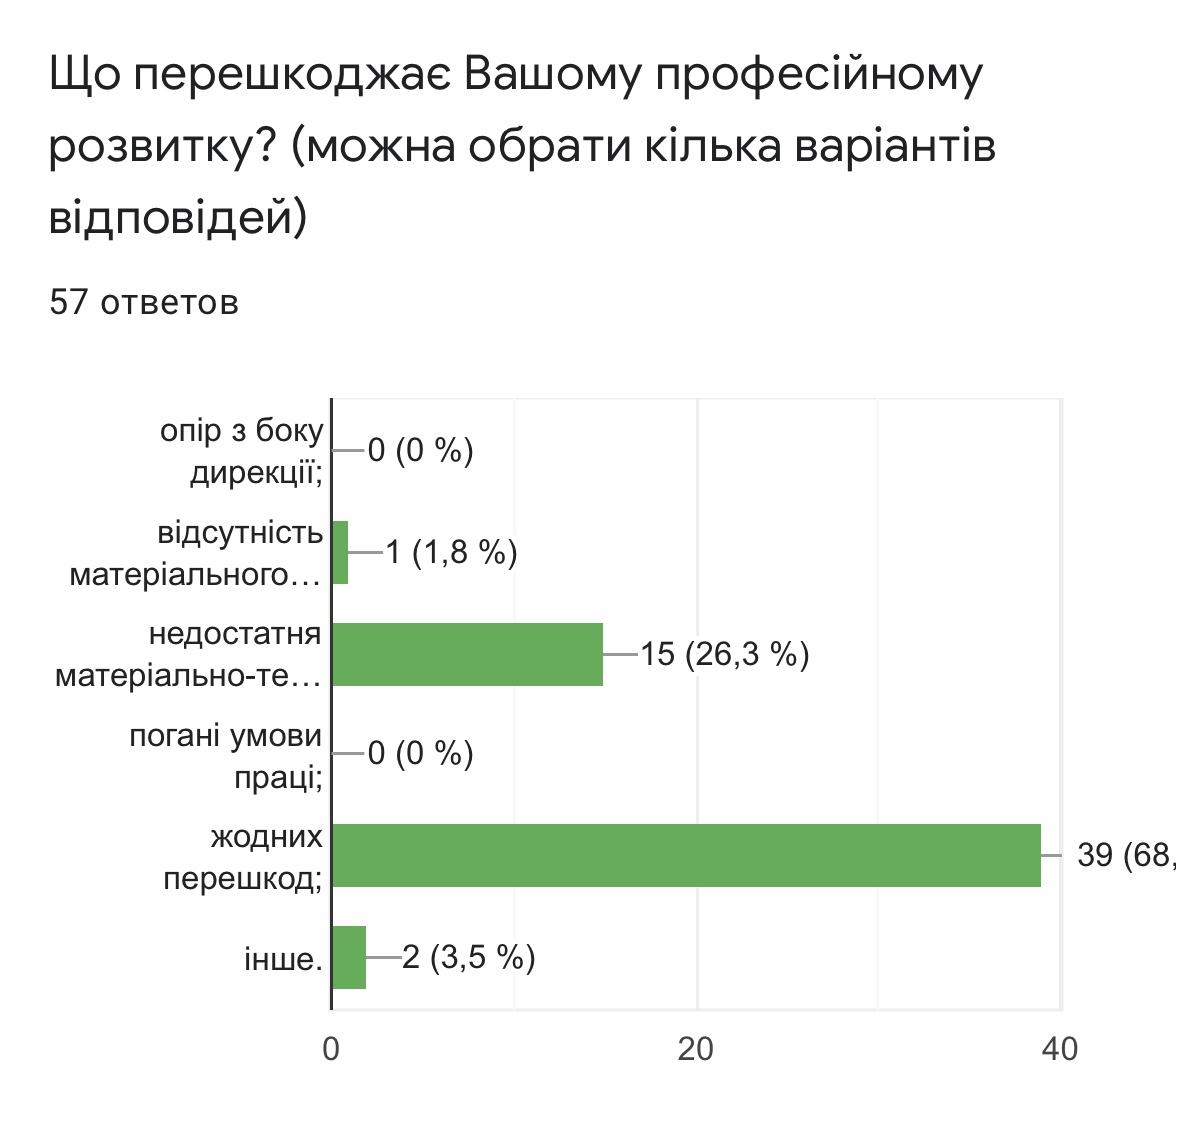 Що перешкоджає Вашому професійному
розвитку? (можна обрати кілька варіантів
відповідей)
57 ответов
опір з боку
дирекції;
0 (0 %)
відсутність
матеріального…
1 (1,8 %)
недостатня
матеріально-те…
15 (26,3 %)
погані умови
праці;
0 (0 %)
жодних
перешкод;
39 (68,
інше.
2 (3,5 %)
0
20
40